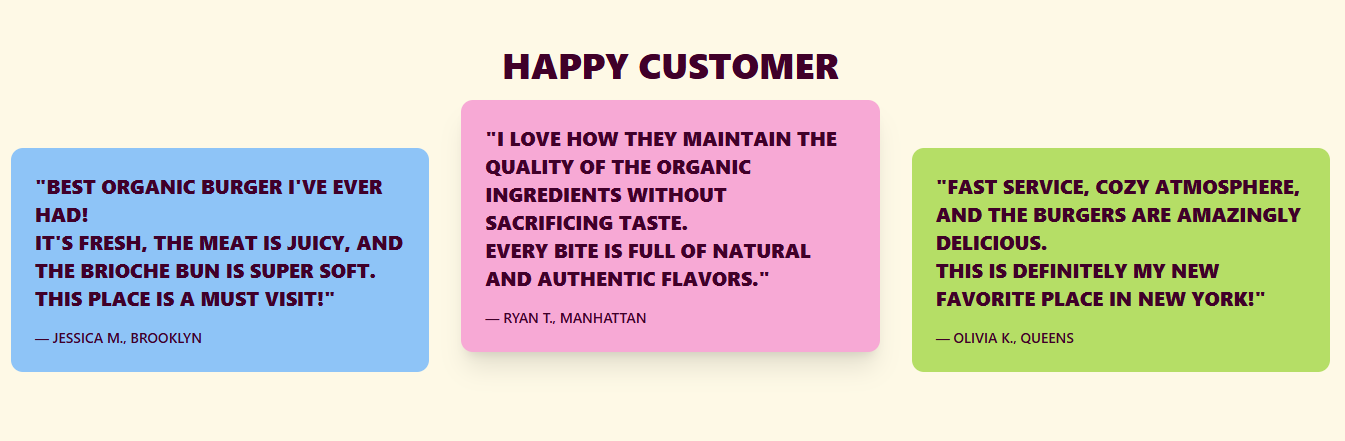 HAPPY CUSTOMER
"BEST ORGANIC BURGER I'VE EVER
HAD!
IT'S FRESH, THE MEAT IS JUICY, AND
THE BRIOCHE BUN IS SUPER SOFT.
THIS PLACE IS A MUST VISIT!"
— JESSICA M., BROOKLYN
"I LOVE HOW THEY MAINTAIN THE
QUALITY OF THE ORGANIC
INGREDIENTS WITHOUT
SACRIFICING TASTE.
EVERY BITE IS FULL OF NATURAL
AND AUTHENTIC FLAVORS."
— RYAN T., MANHATTAN
"FAST SERVICE, COZY ATMOSPHERE,
AND THE BURGERS ARE AMAZINGLY
DELICIOUS.
THIS IS DEFINITELY MY NEW
FAVORITE PLACE IN NEW YORK!"
— OLIVIA K., QUEENS